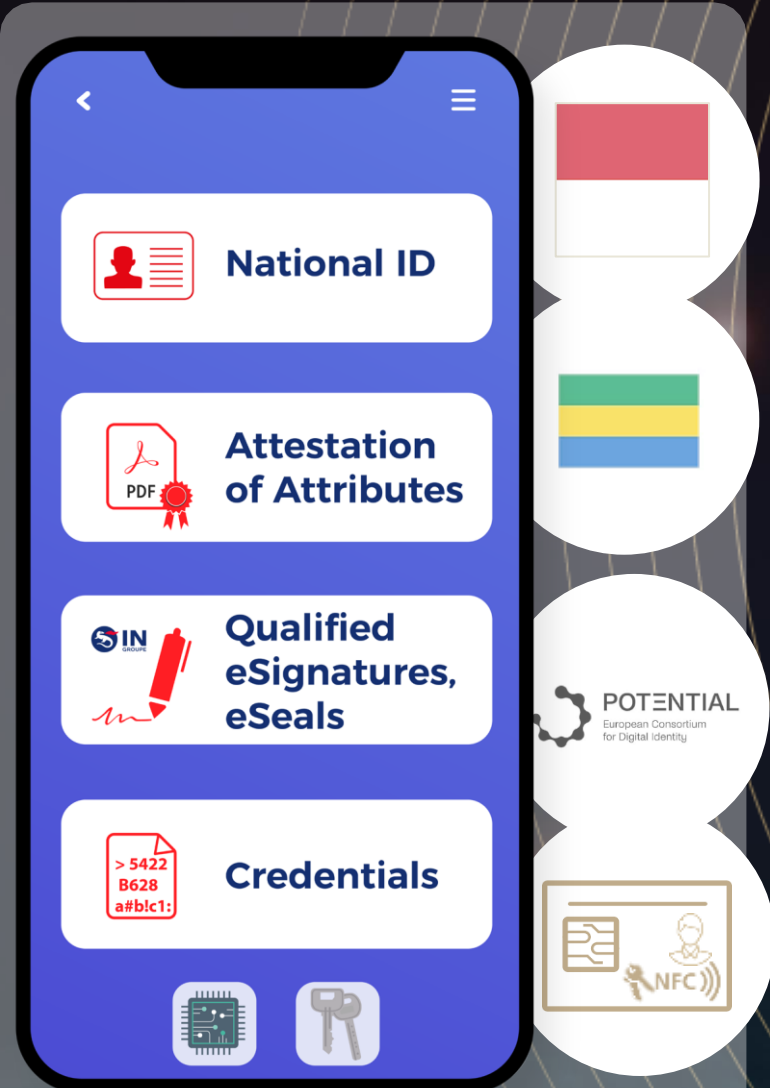 National ID
PDF
Attestation
of Attributes
IN
GROUPE
Qualified
eSignatures,
eSeals
> 5422
B628
a#b!c1:
Credentials
POTΞNTIAL
European Consortium
for Digital Identity
NFC